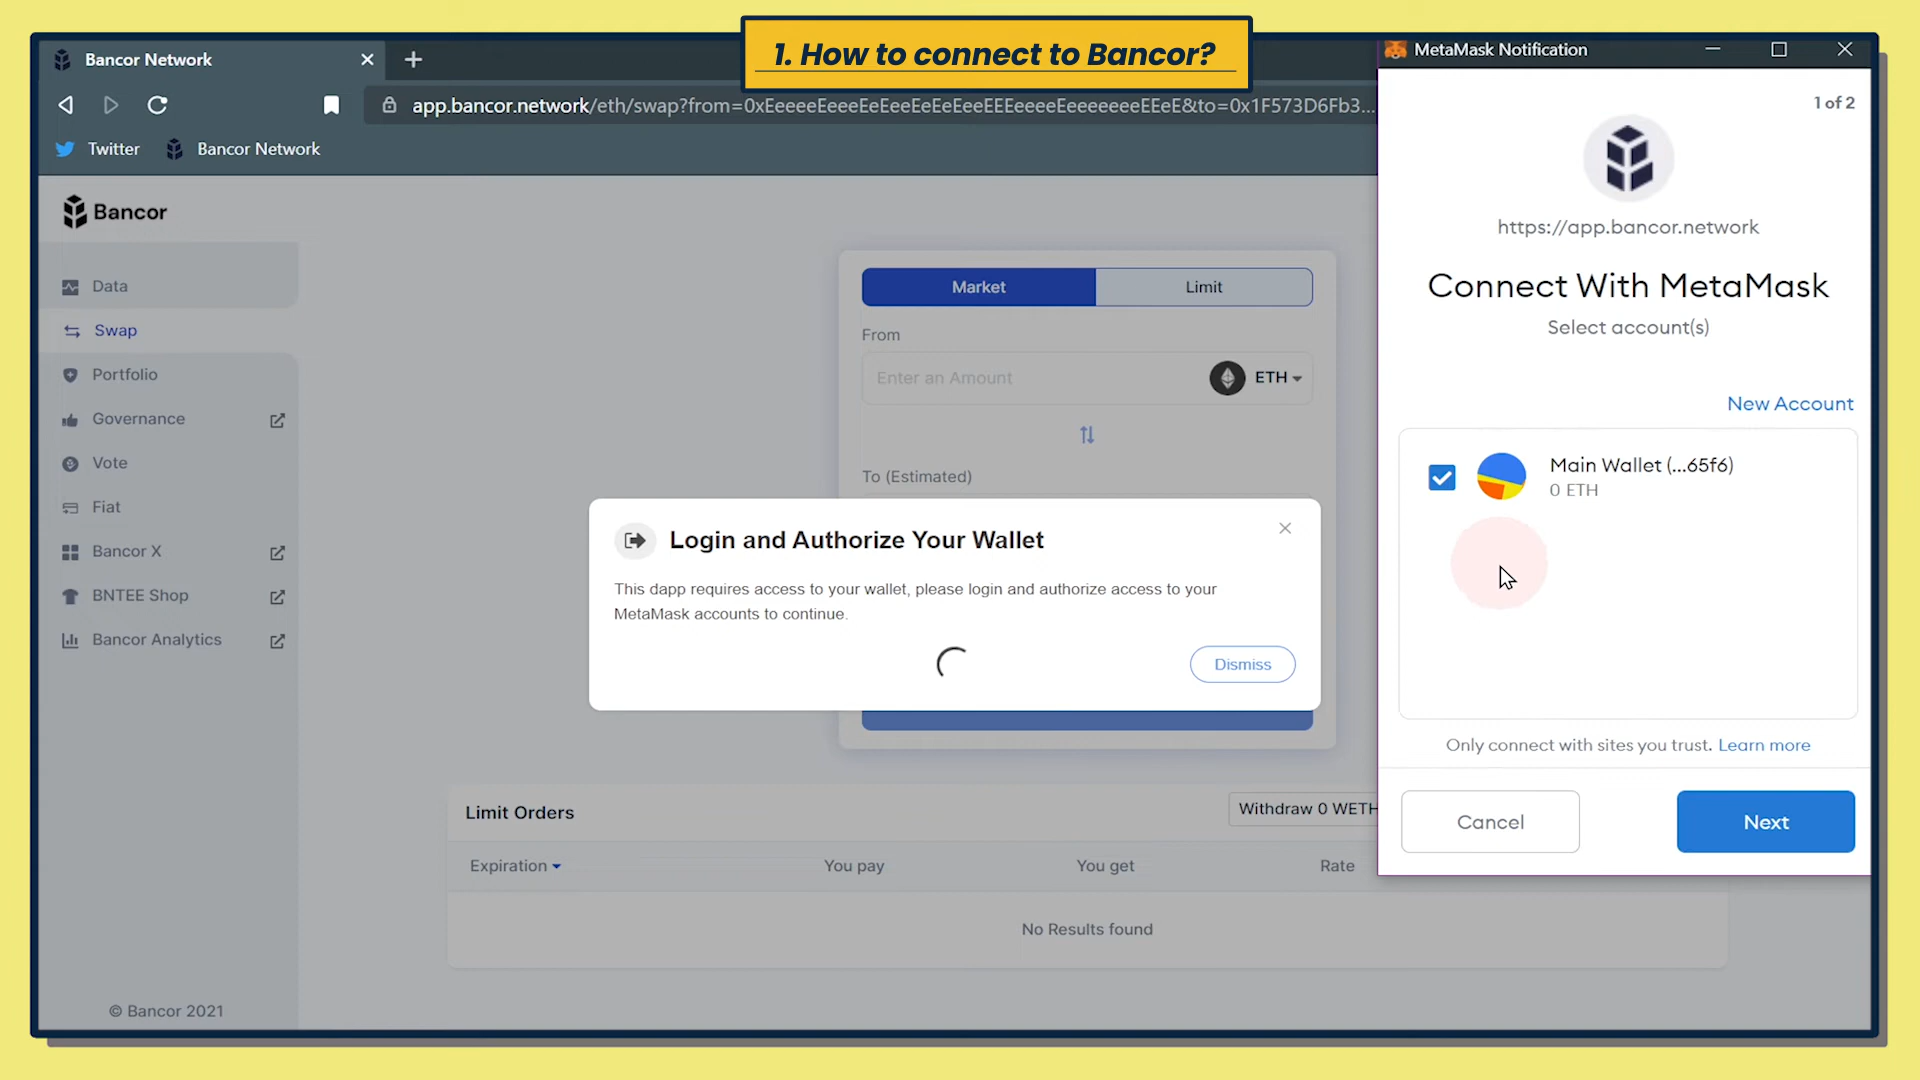 1. How to connect to Bancor?
Bancor Network
app.bancor.network/eth/swap?from=0xEeeeeEeeeEeEeeEeEeEeeEEEeeeeEeeeeeeeEEeE&to=0x1F573D6Fb3...
Twitter
Bancor Network
Bancor
Data
Swap
Portfolio
Governance
Vote
Fiat
Bancor X
BNTEE Shop
Bancor Analytics
© Bancor 2021
Market
Limit
From
Enter an Amount
ETH
To (Estimated)
Login and Authorize Your Wallet
This dapp requires access to your wallet, please login and authorize access to your
MetaMask accounts to continue.
Dismiss
Limit Orders
Withdraw 0 WETH
Expiration
You pay
You get
Rate
No Results found
MetaMask Notification
1 of 2
https://app.bancor.network
Connect With MetaMask
Select account(s)
New Account
Main Wallet (...65f6)
0 ETH
Only connect with sites you trust. Learn more
Cancel
Next